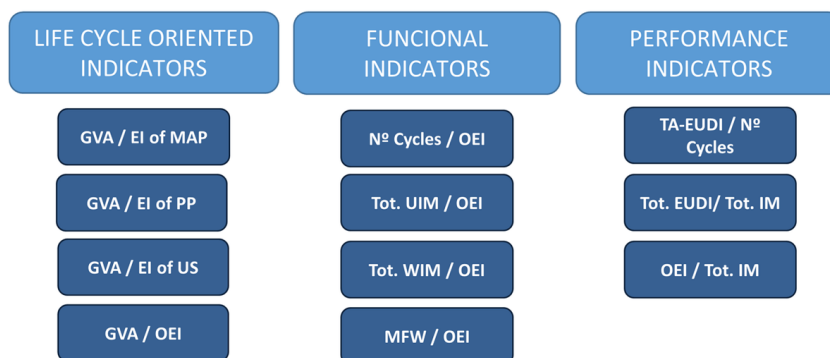 LIFE CYCLE ORIENTED
INDICATORS
GVA / EI of MAP
GVA / EI of PP
GVA / EI of US
GVA / OEI
FUNCIONAL
INDICATORS
Nº Cycles / OEI
Tot. UIM / OEI
Tot. WIM / OEI
MFW / OEI
PERFORMANCE
INDICATORS
TA-EUDI / Nº
Cycles
Tot. EUDI/ Tot. IM
OEI / Tot. IM